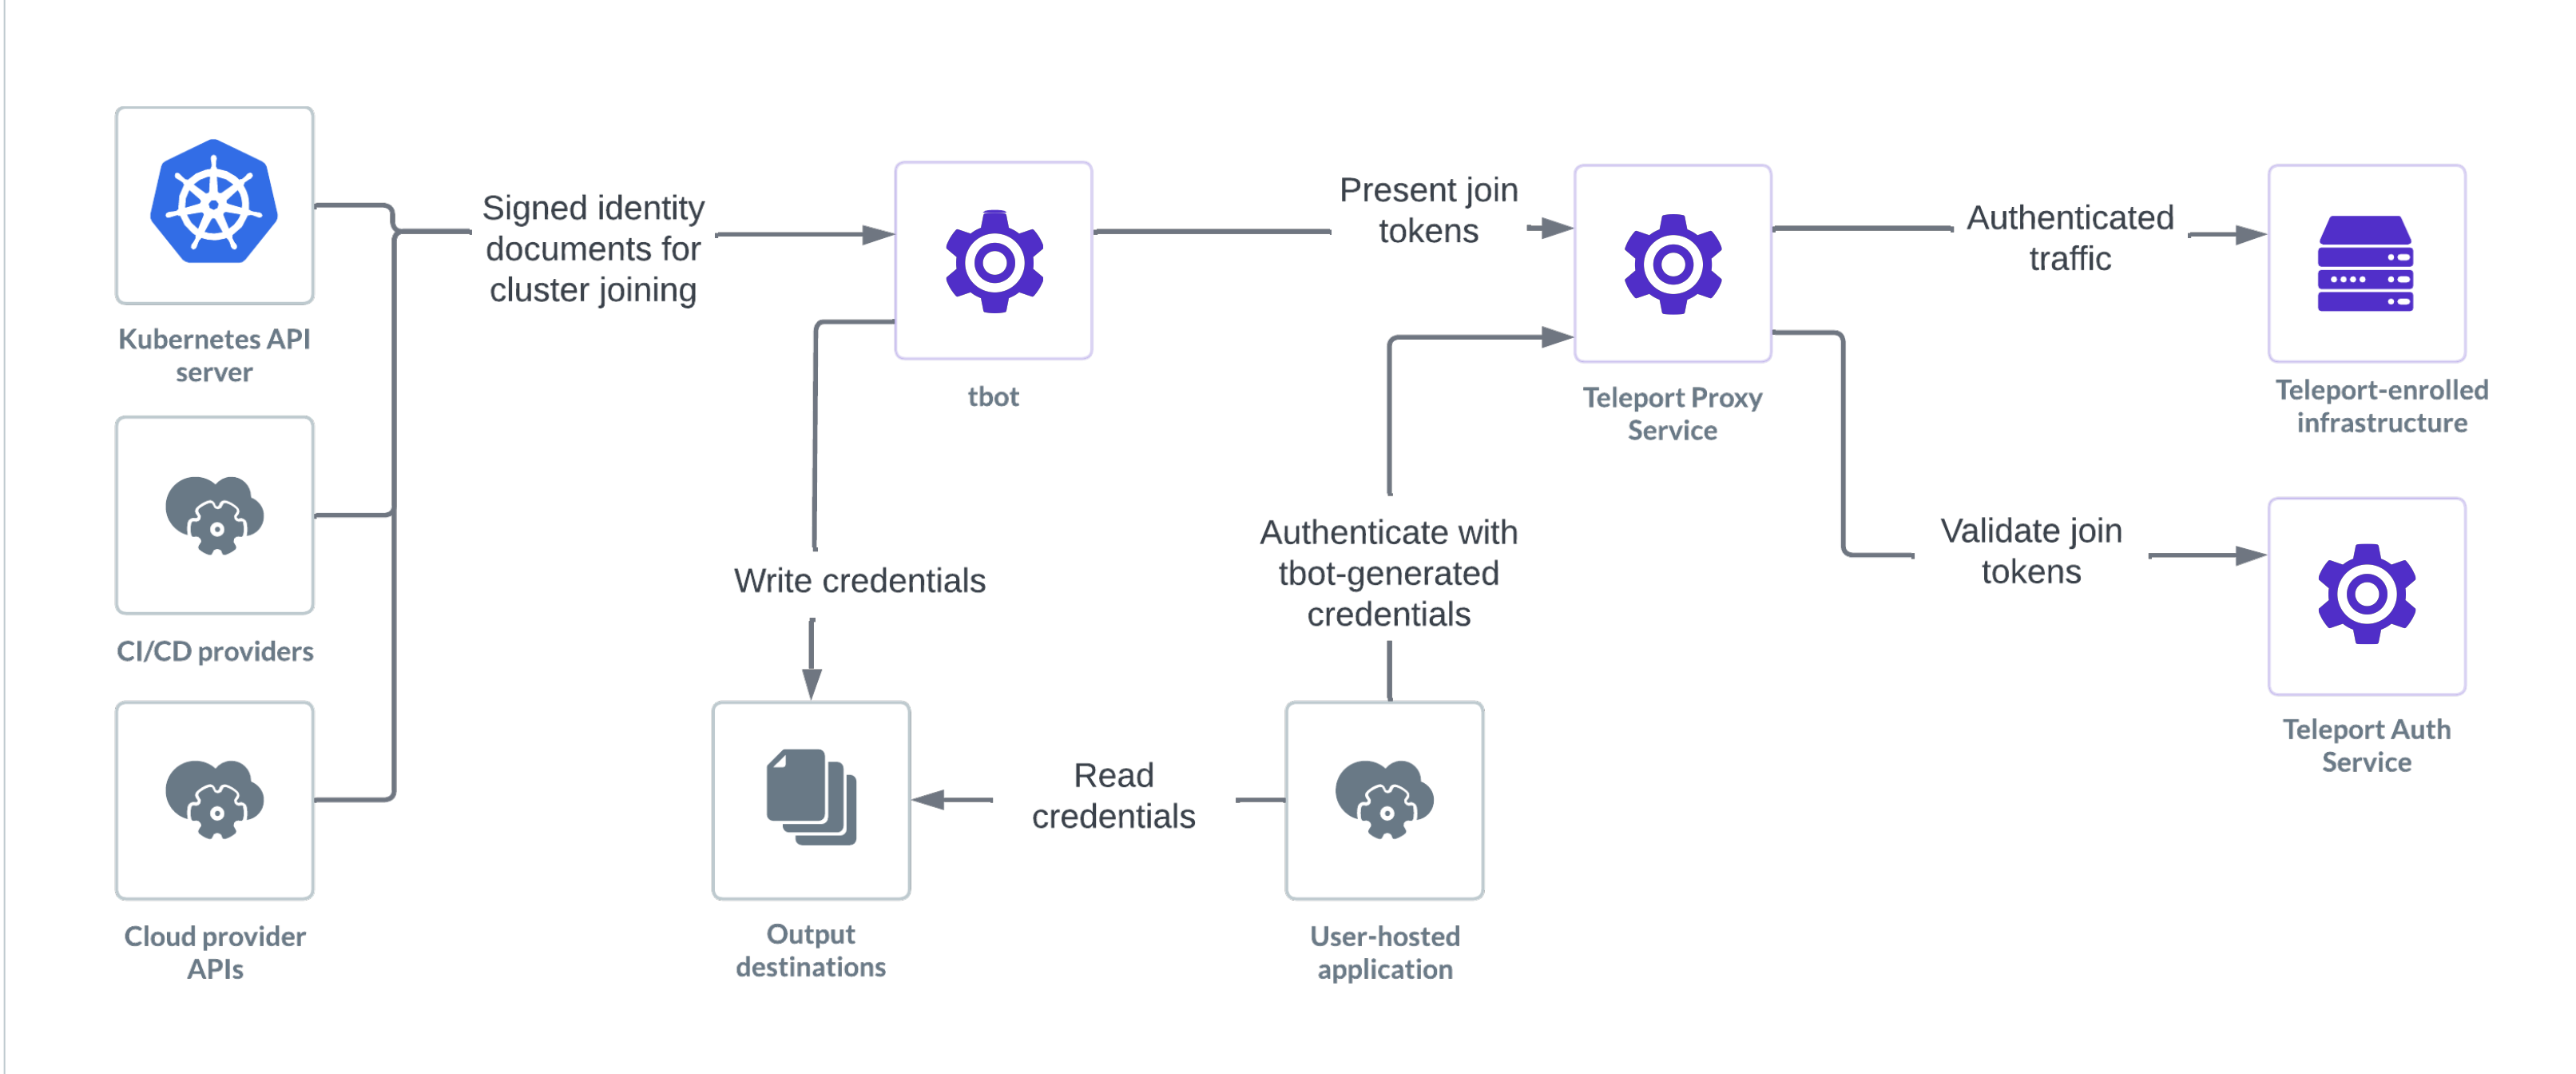 Kubernetes API
server
CI/CD providers
Cloud provider
APIs
Signed identity
documents for
cluster joining
tbot
Write credentials
Output
destinations
Read
credentials
User-hosted
application
Authenticate with
tbot-generated
credentials
Present join
tokens
Teleport Proxy
Service
Authenticated
traffic
Teleport-enrolled
infrastructure
Validate join
tokens
Teleport Auth
Service